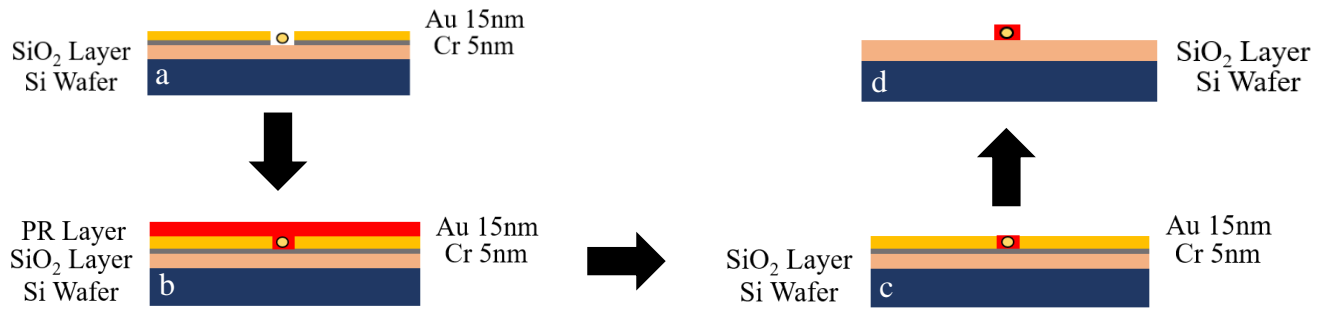 Au 15nm
Cr 5nm
SiO₂ Layer
Si Wafer
a
SiO₂ Layer
Si Wafer
d
PR Layer
SiO₂ Layer
Si Wafer
Au 15nm
Cr 5nm
b
SiO₂ Layer
Si Wafer
Au 15nm
Cr 5nm
c